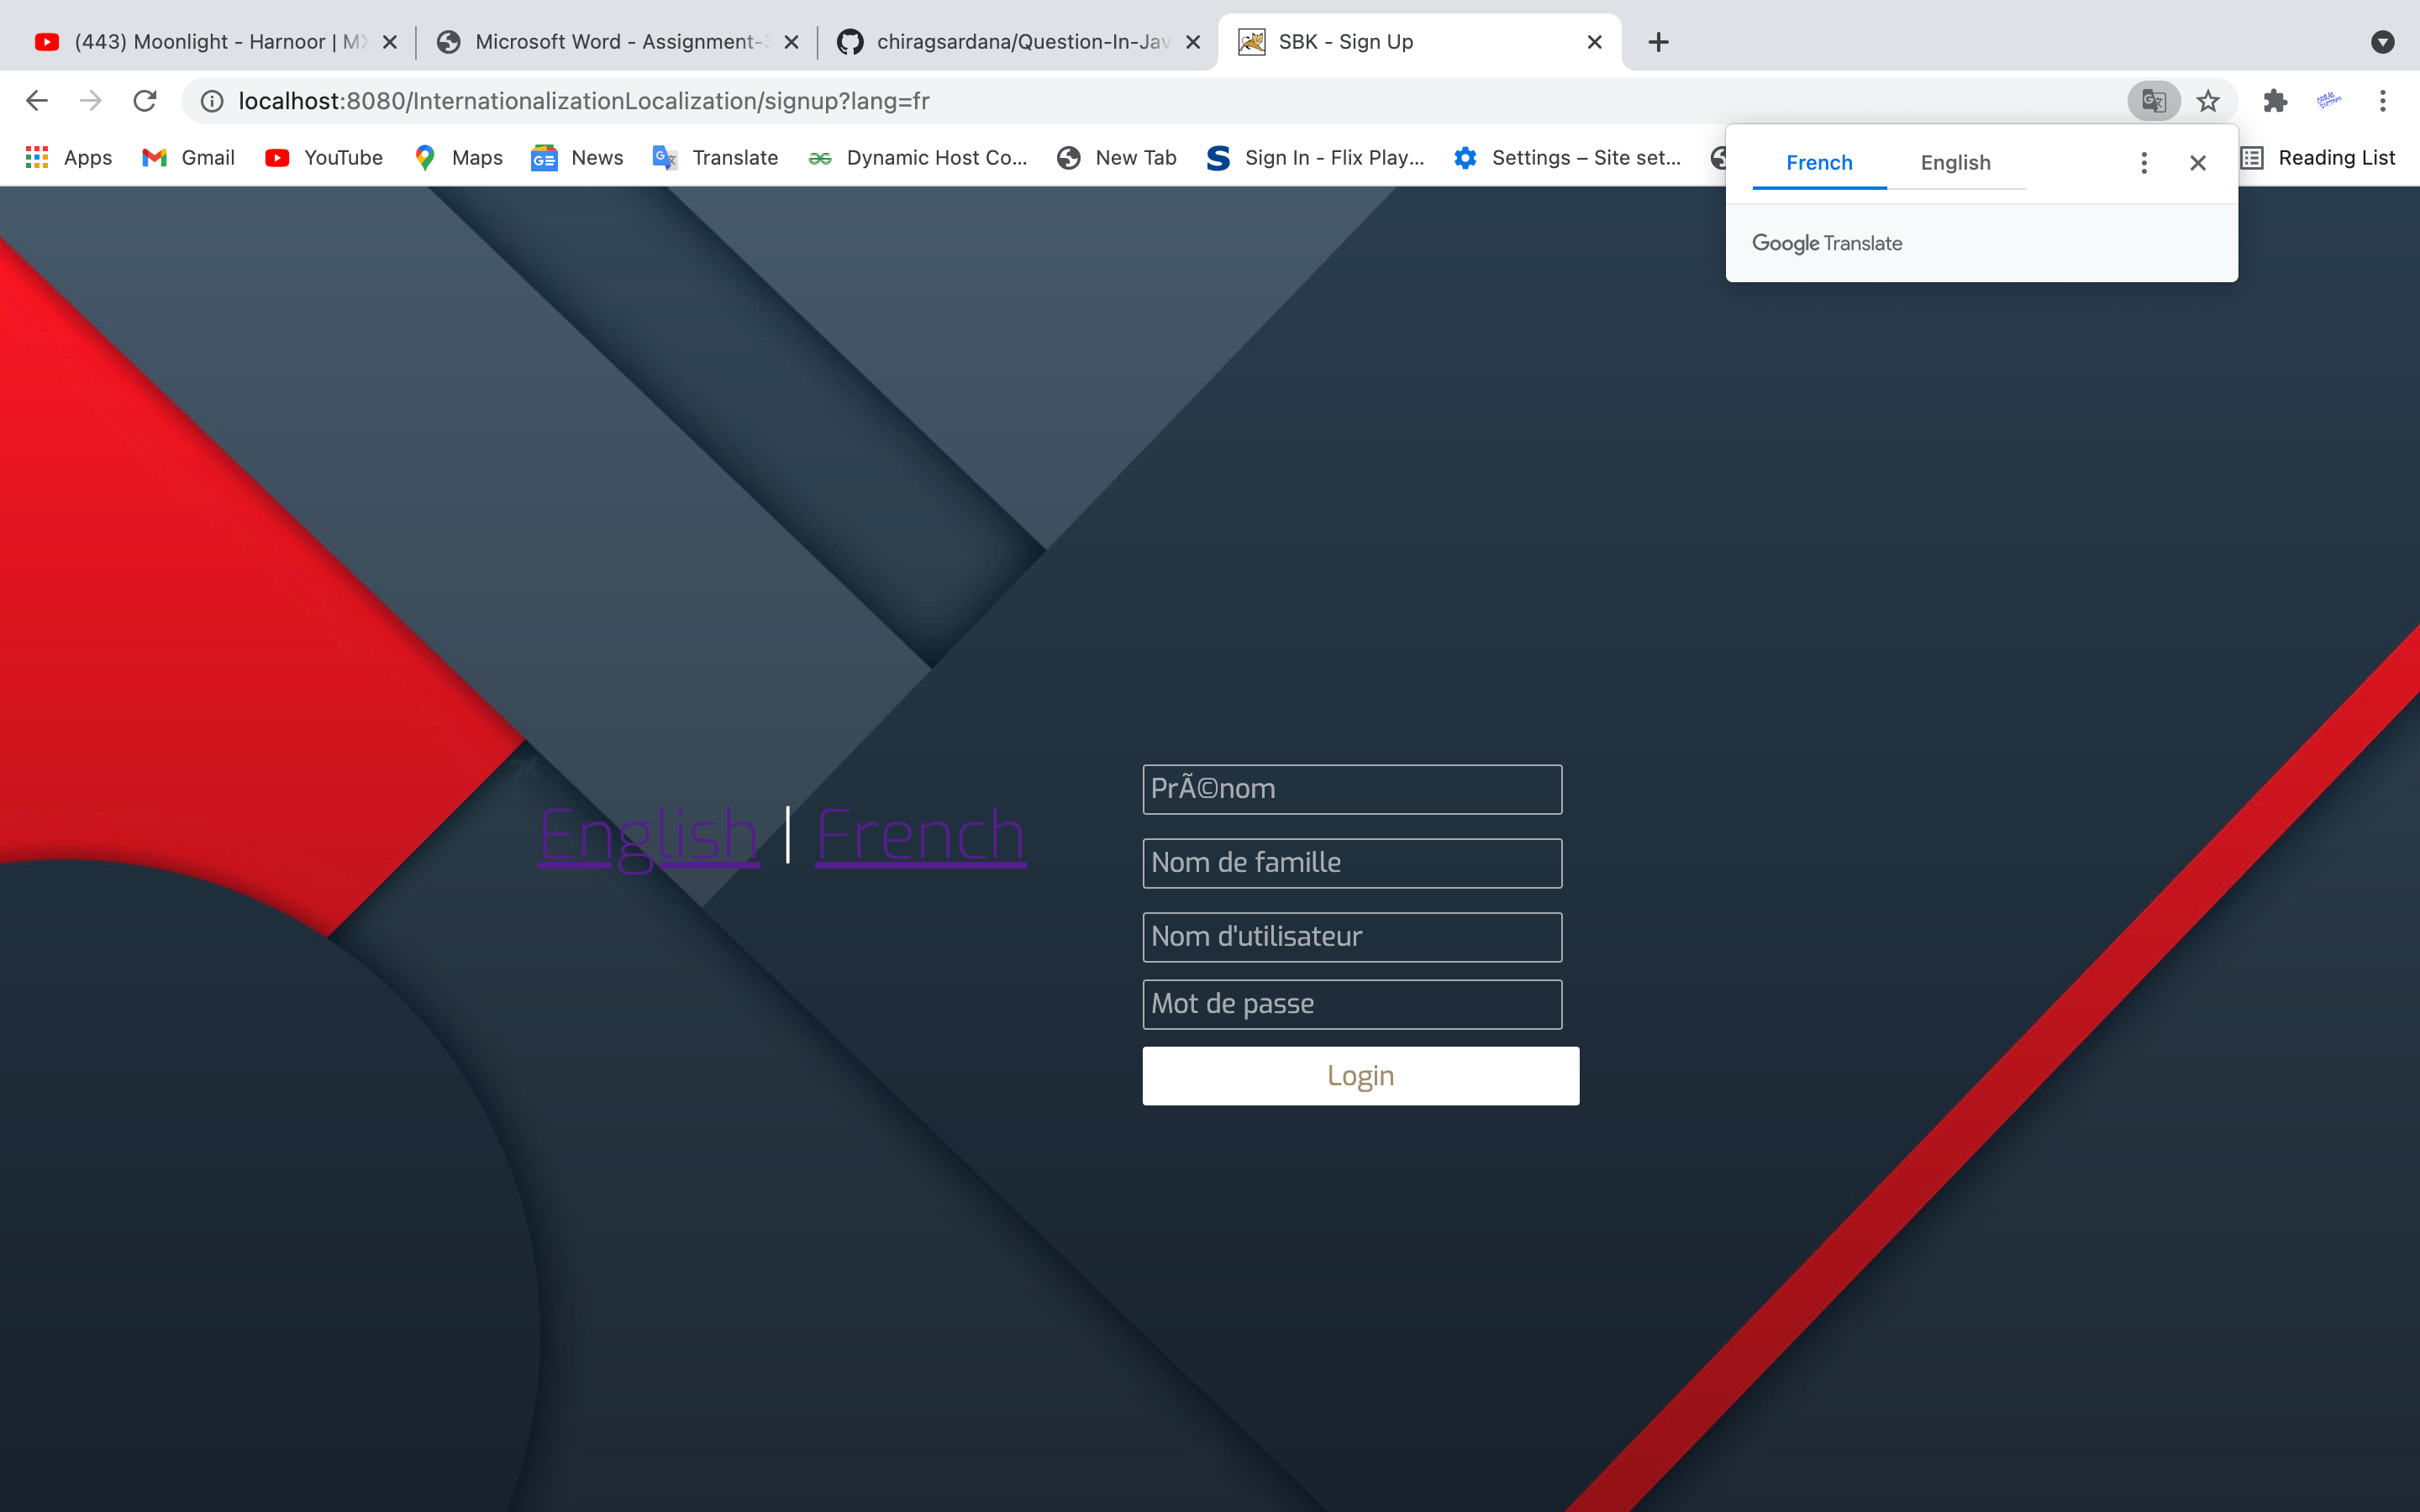 (443) Moonlight - Harnoor | MX
Microsoft Word - Assignment-3
chiragsardana/Question-In-Jav
SBK - Sign Up
localhost:8080/InternationalizationLocalization/signup?lang=fr
Apps
Gmail
YouTube
Maps
News
Translate
Dynamic Host Co...
New Tab
Sign In - Flix Play...
Settings – Site set...
Reading List
French
English
Google Translate
English | French
PrÃ©nom
Nom de famille
Nom d'utilisateur
Mot de passe
Login